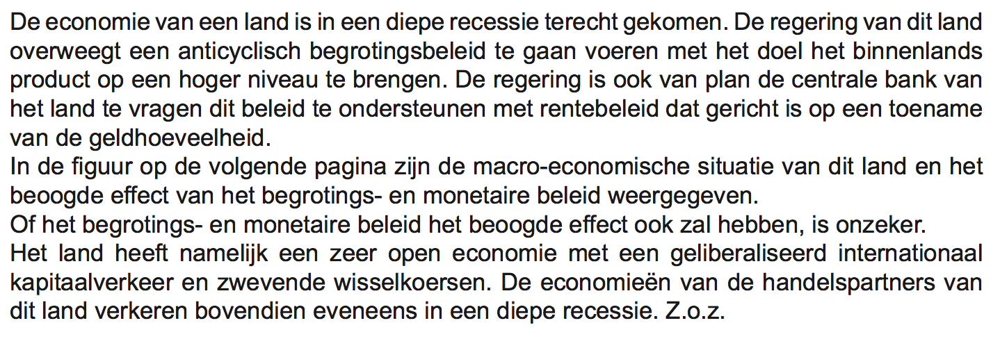 De economie van een land is in een diepe recessie terecht gekomen. De regering van dit land
overweegt een anticyclisch begrotingsbeleid te gaan voeren met het doel het binnenlands
product op een hoger niveau te brengen. De regering is ook van plan de centrale bank van
het land te vragen dit beleid te ondersteunen met rentebeleid dat gericht is op een toename
van de geldhoeveelheid.
In de figuur op de volgende pagina zijn de macro-economische situatie van dit land en het
beoogde effect van het begrotings- en monetaire beleid weergegeven.
Of het begrotings- en monetaire beleid het beoogde effect ook zal hebben, is onzeker.
Het land heeft namelijk een zeer open economie met een geliberaliseerd internationaal
kapitaalverkeer en zwevende wisselkoersen. De economieën van de handelspartners van
dit land verkeren bovendien eveneens in een diepe recessie. Z.o.z.